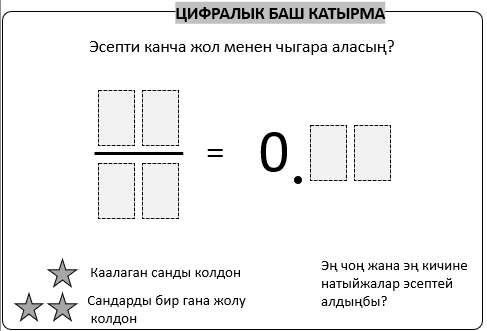 ЦИФРАЛЫК БАШ КАТЫРМА
Эсепти канча жол менен чыгара аласың?
= 0.
Каалаган санды колдон
Сандарды бир гана жолу
колдон
Эң чоң жана эң кичине
натыйжалар эсептей
алдыңбы?